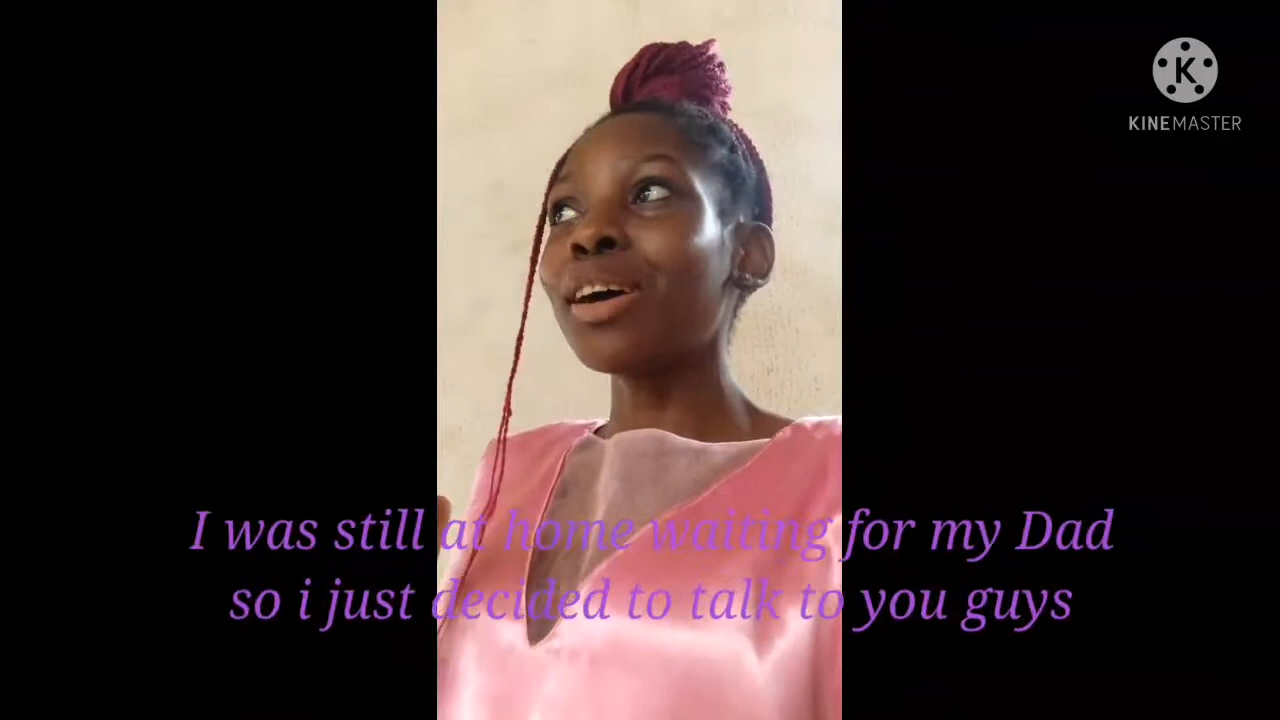 KINEMASTER
I was still at home waiting for my Dad
so i just decided to talk to you guys